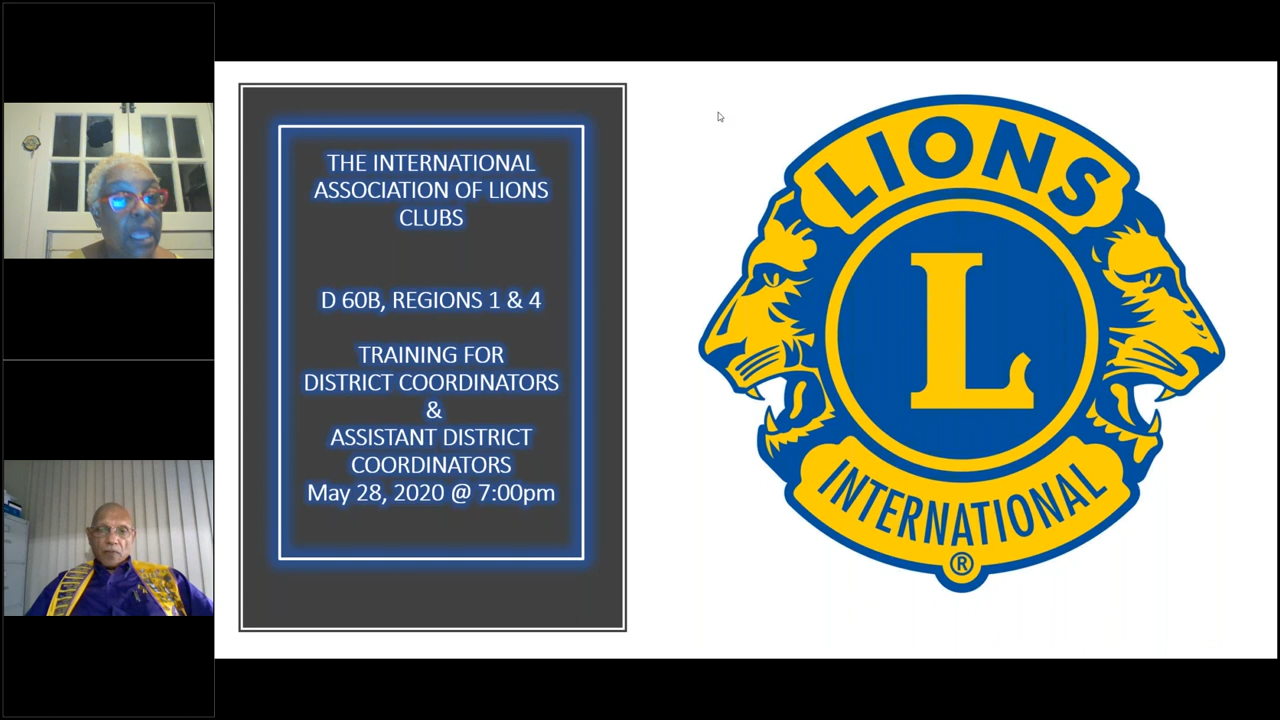 THE INTERNATIONAL
ASSOCIATION OF LIONS
CLUBS
D 60B, REGIONS 1 & 4
TRAINING FOR
DISTRICT COORDINATORS
&
ASSISTANT DISTRICT
COORDINATORS
May 28, 2020 @ 7:00pm
LIONS
L
INTERNATIONAL
®